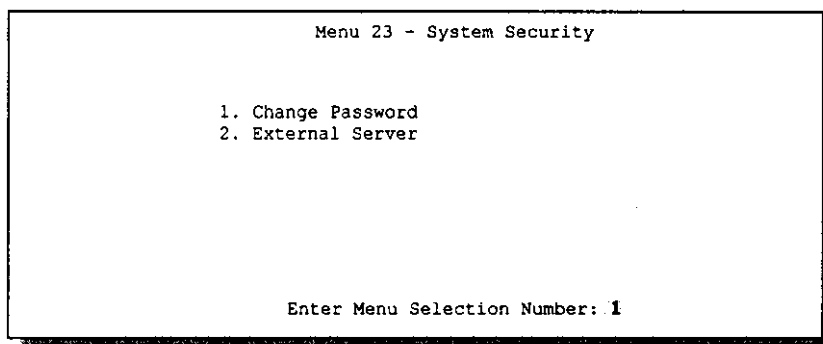 Menu 23 - System Security
1. Change Password
2. External Server
Enter Menu Selection Number: 1